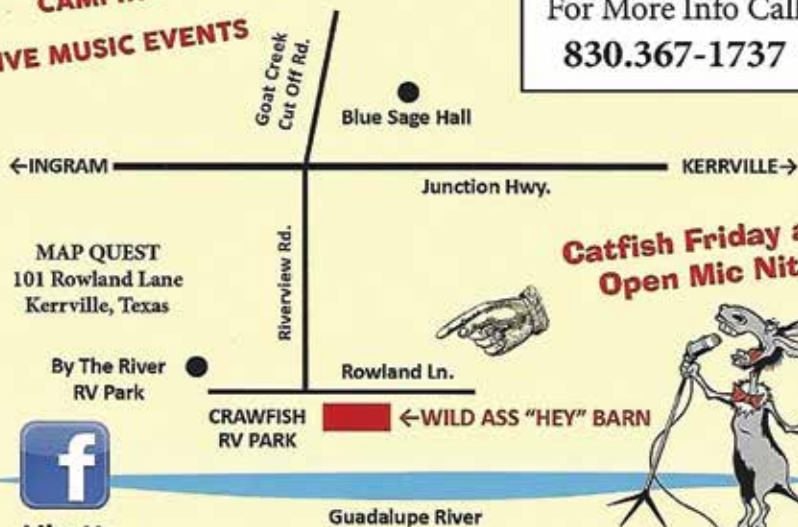 IVE MUSIC EVENTS
For More Info Call
830.367-1737
Goat Creek
Cut Off Rd.
Blue Sage Hall
←INGRAM
KERRVILLE→
Junction Hwy.
MAP QUEST
101 Rowland Lane
Kerrville, Texas
Riverview Rd.
Catfish Friday
Open Mic Nit
By The River
RV Park
Rowland Ln.
CRAWFISH
RV PARK
←WILD ASS “HEY” BARN
f
Guadalupe River